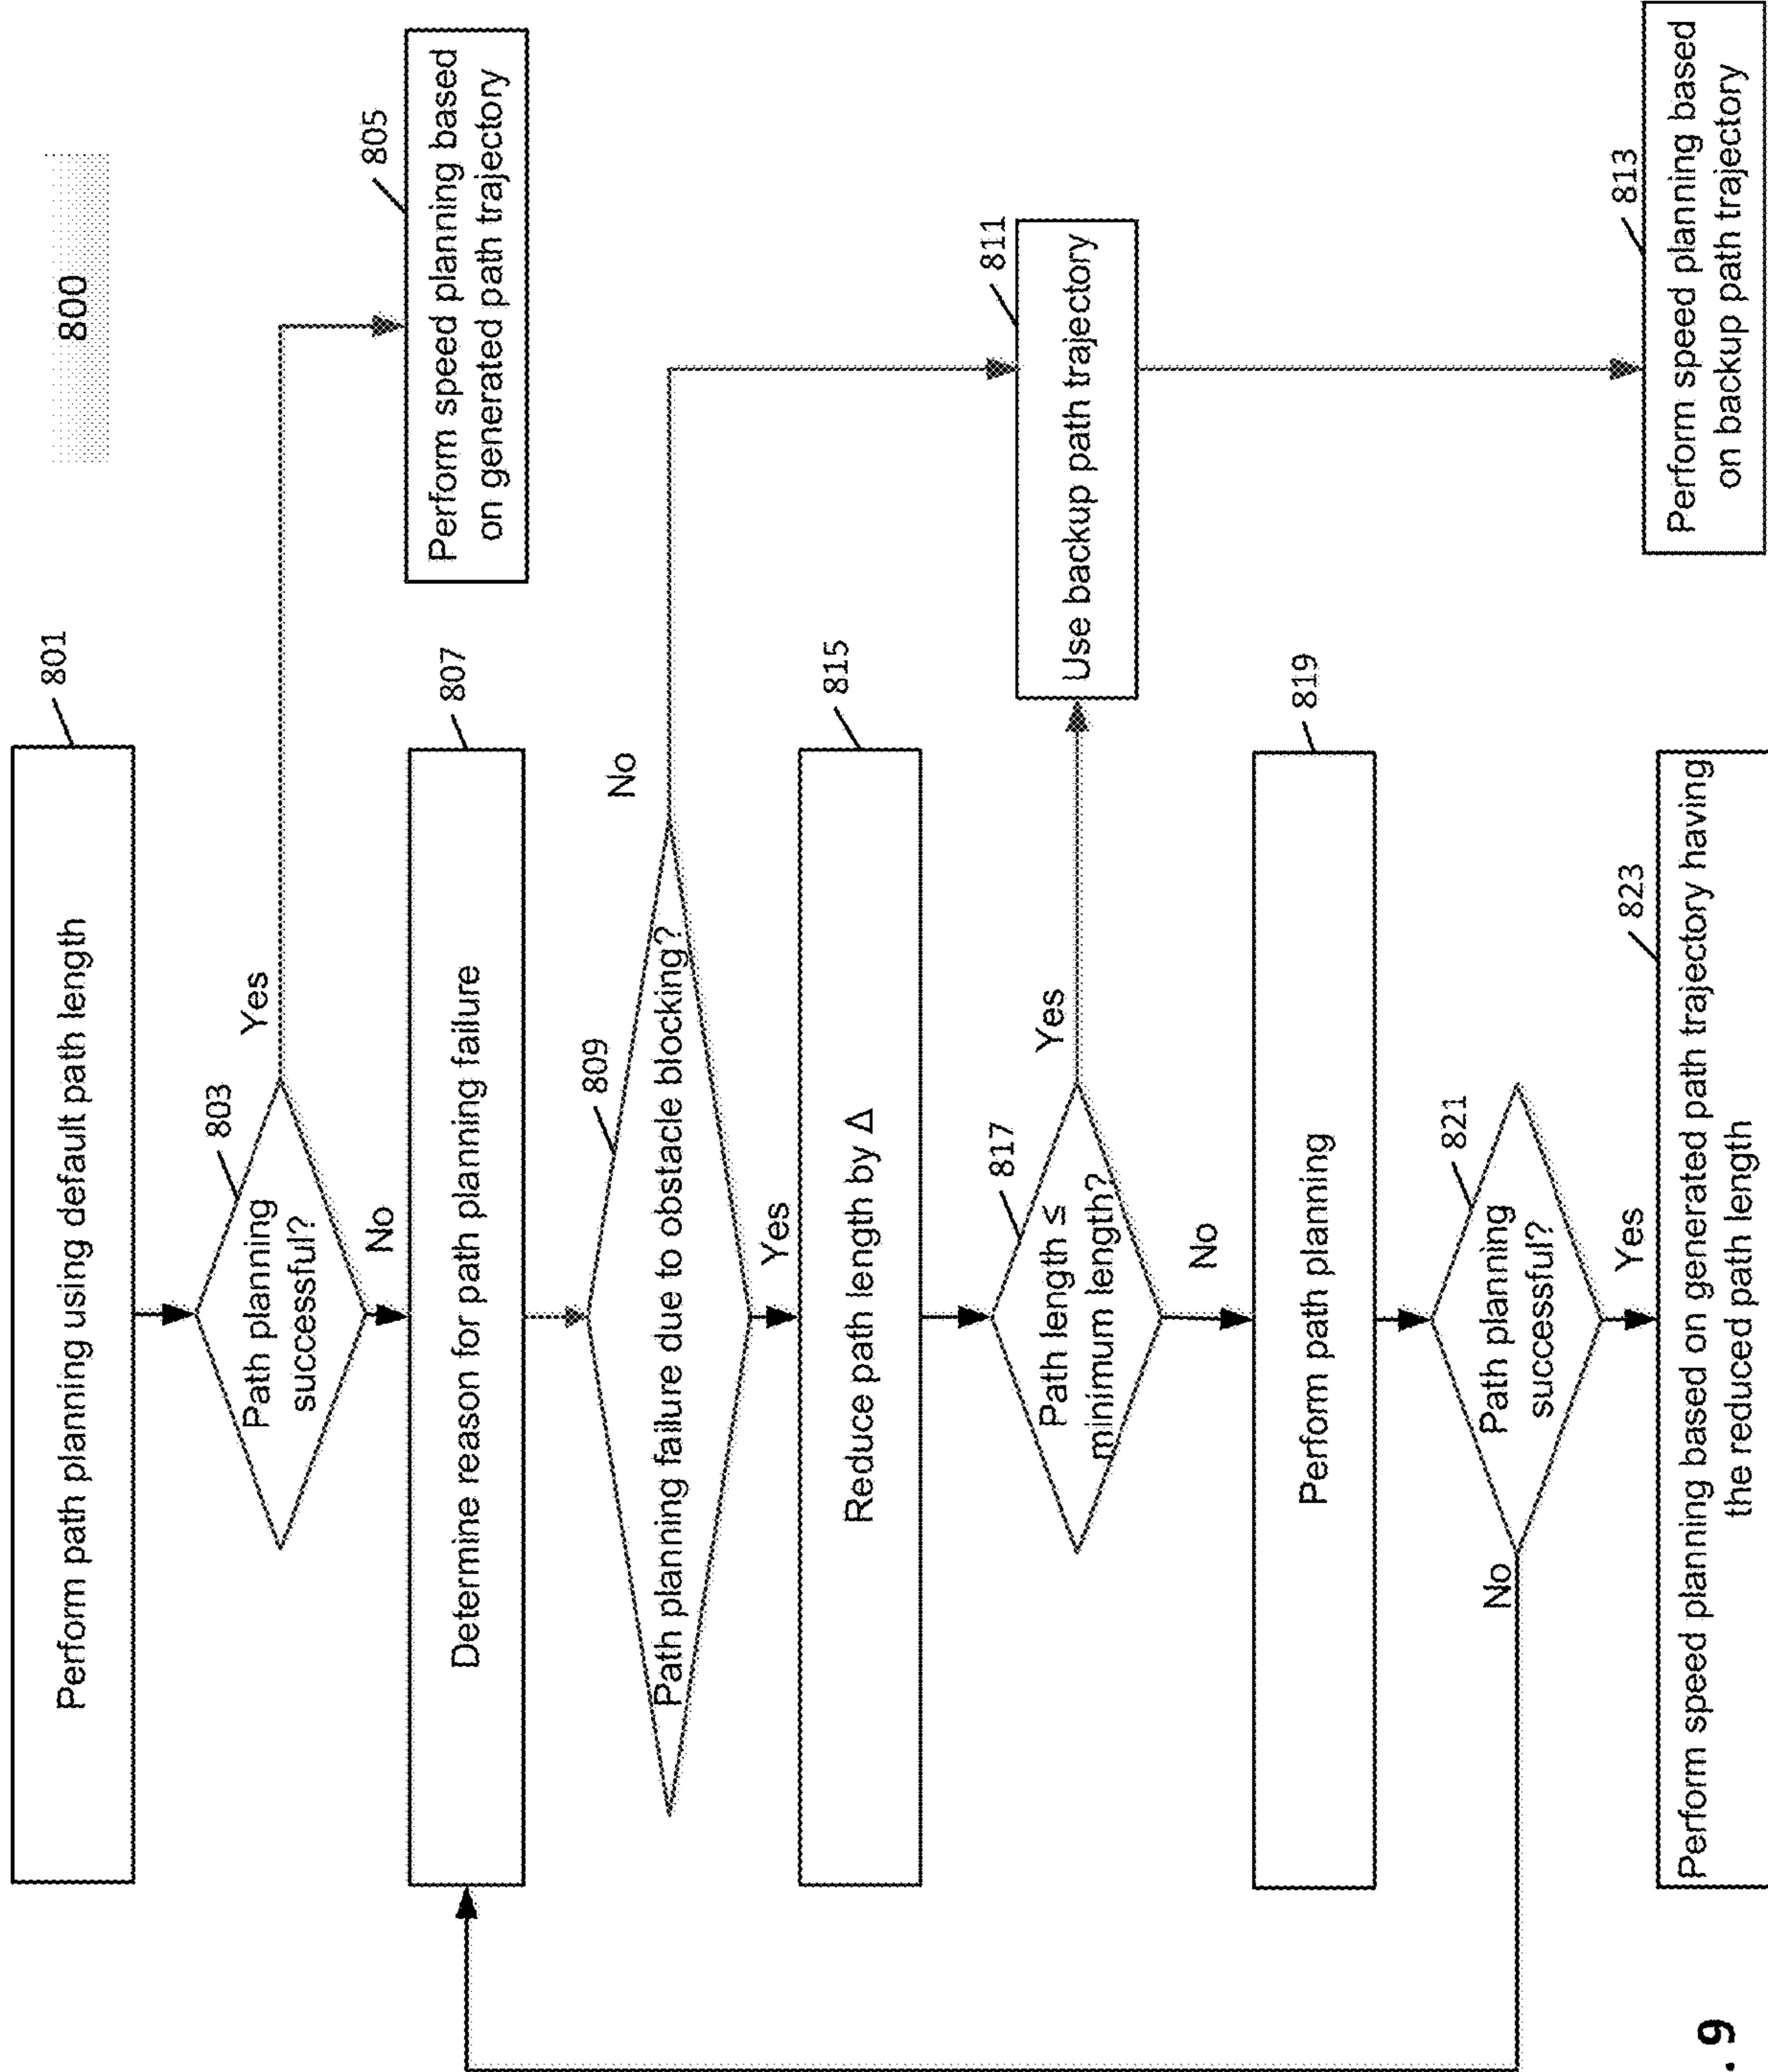 800
801
Perform path planning using default path length
803
Path planning
successful?
Yes
No
805
Perform speed planning based
on generated path trajectory
807
Determine reason for path planning failure
809
Path planning failure due to obstacle blocking?
No
Yes
811
Use backup path trajectory
815
Reduce path length by Δ
817
Path length ≤
minimum length?
Yes
No
813
Perform speed planning based
on backup path trajectory
819
Perform path planning
821
Path planning
successful?
No
Yes
823
Perform speed planning based on generated path trajectory having
the reduced path length
. 9